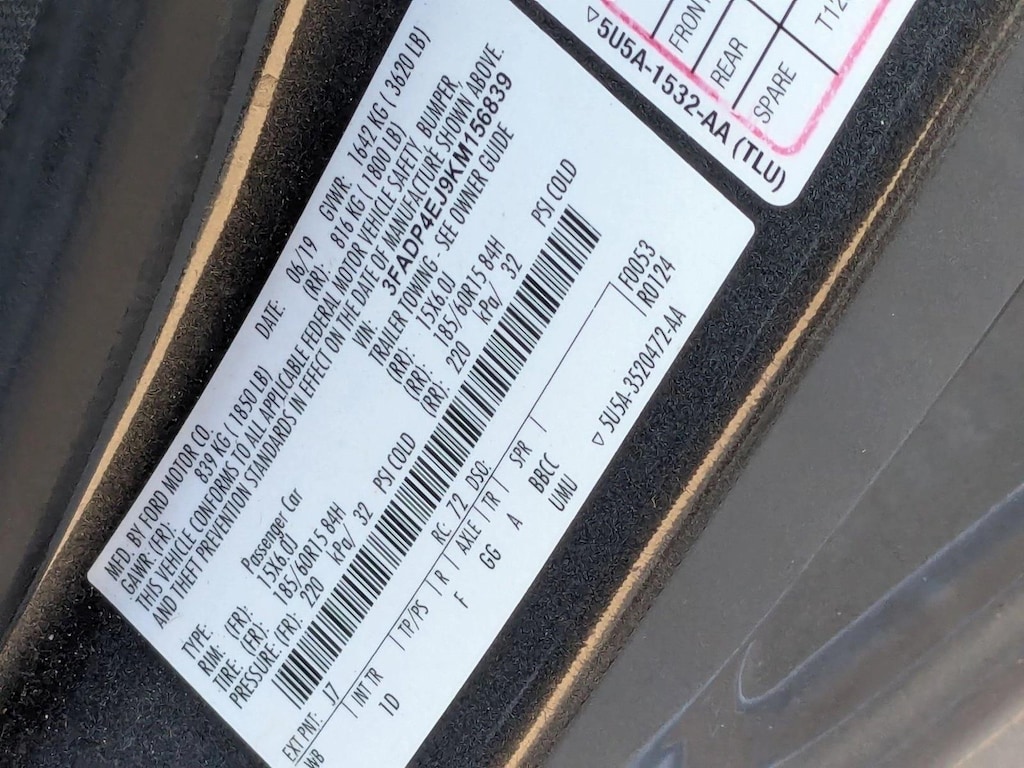 MFD. BY FORD MOTOR CO.
DATE: 06/19 GVWR: 1642 KG ( 3620 LB)
GAWR: (FR): 839 KG ( 1850 LB) (RR): 816 KG ( 1800 LB
THIS VEHICLE CONFORMS TO ALL APPLICABLE FEDERAL MOTOR VEHICLE SAFETY, BUMPER,
AND THEFT PREVENTION STANDARDS IN EFFECT ON THE DATE OF MANUFACTURE SHOWN ABOVE.
VIN: 3FADP4EJ9KM156839
TYPE: Passenger Car TRAILER TOWING - SEE OWNER GUIDE
RIM: (FR): 15X6.0J (RR): 15X6.0J
TIRE: (FR): 185/60R15 84H (RR): 185/60R15 84H
PRESSURE: (FR): 220 kPa/ 32 PSI COLD (RR): 220 kPa/ 32 PSI COLD
EXT PNT: J7 RC: 72 DSO: F0053
WB INT TR TP/PS R AXLE TR SPR R0124
1D F GG A BBCC
UMU
▽ 5U5A-3520472-AA
FRONT
REAR
SPARE T12
▽ 5U5A-1532-AA (TLU)